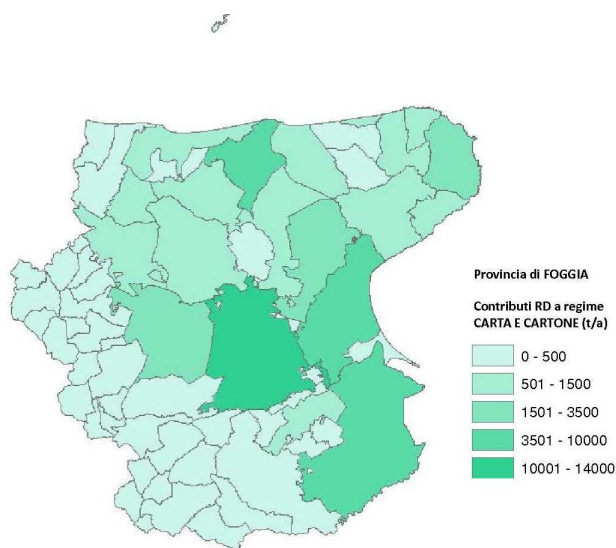 Provincia di FOGGIA
Contributi RD a regime
CARTA E CARTONE (t/a)
0 - 500
501 - 1500
1501 - 3500
3501 - 10000
10001 - 14000